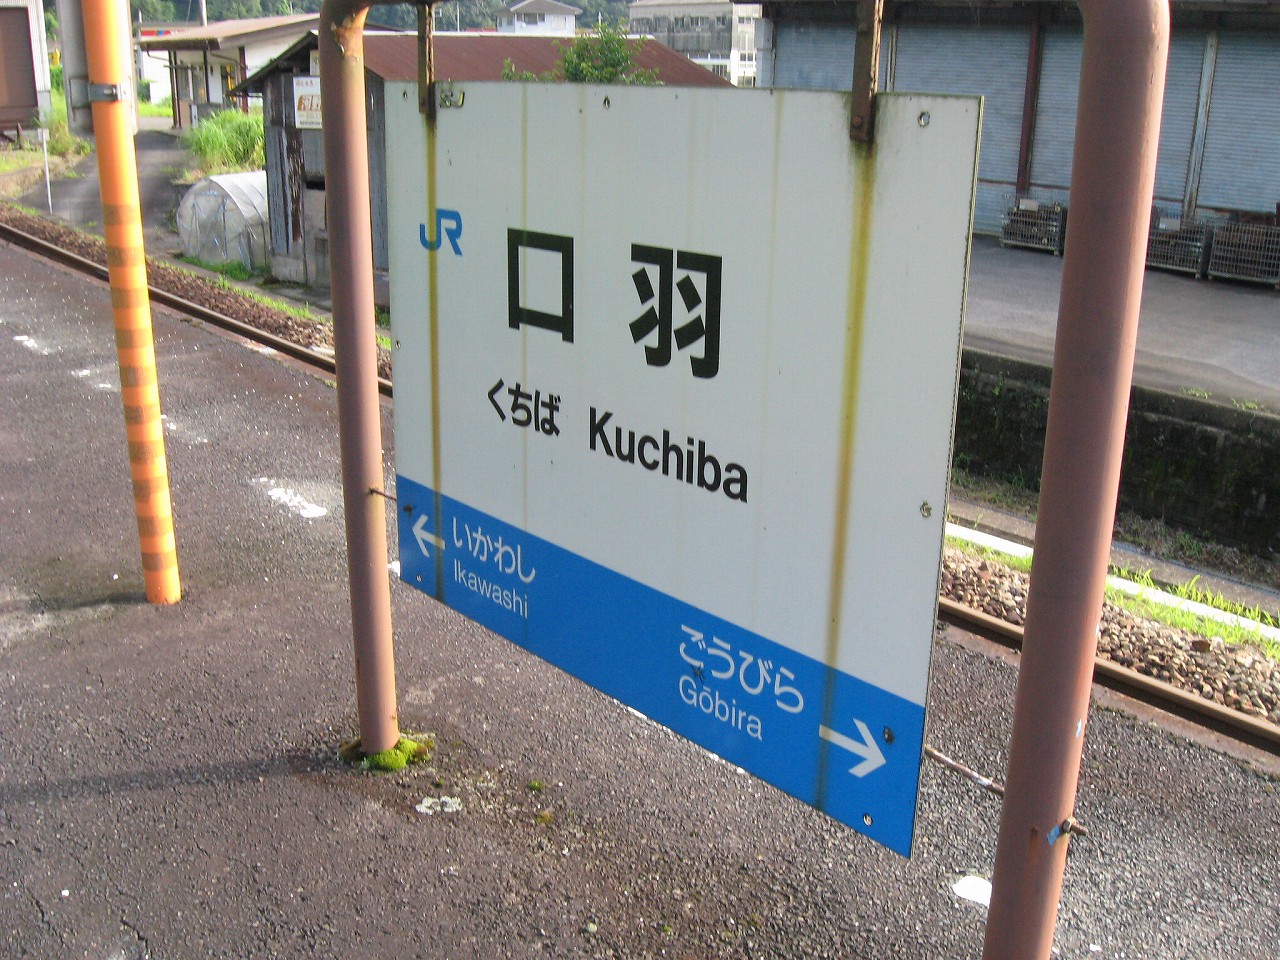 JR
口羽
くちば Kuchiba
いかわし
Ikawashi
ごうびら
Gōbira